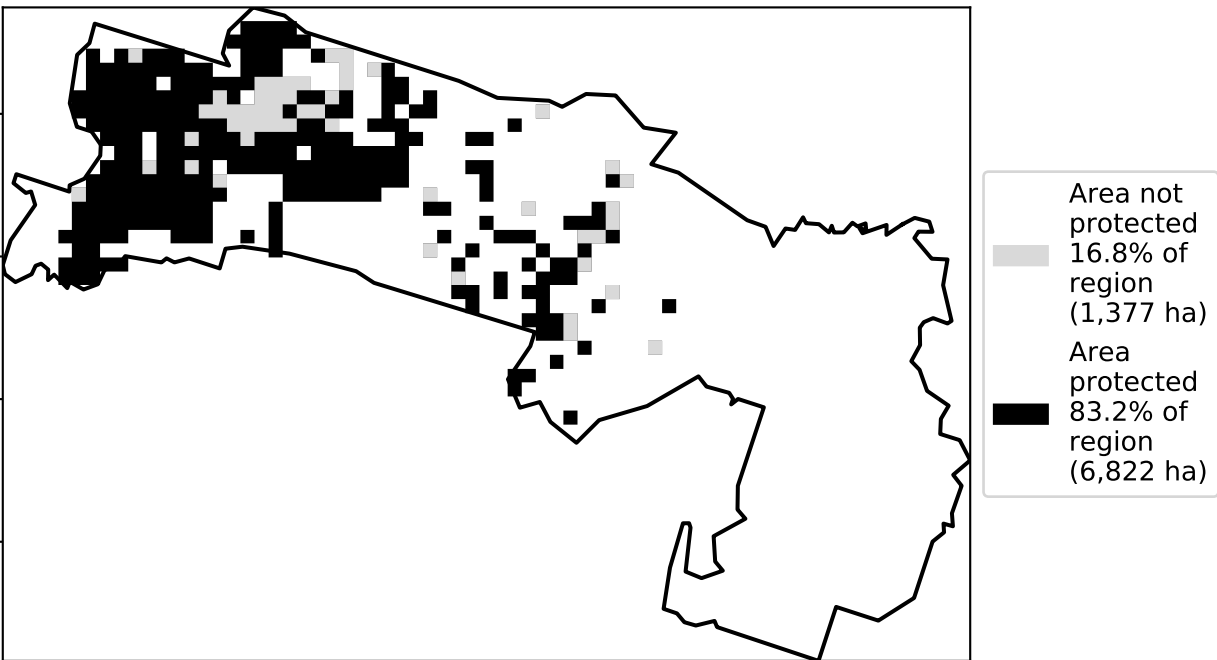 Area not
protected
16.8% of
region
(1,377 ha)
Area
protected
83.2% of
region
(6,822 ha)